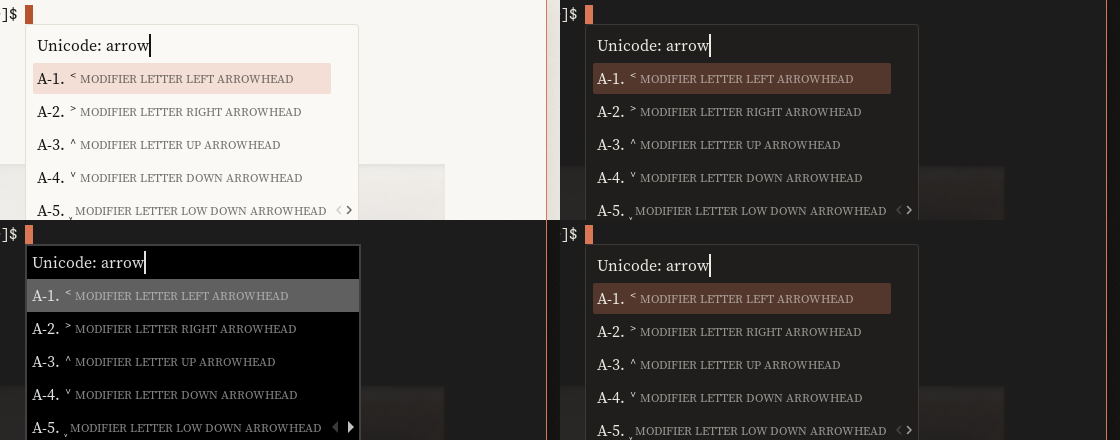 ]$
Unicode: arrow
A-1. ˂ MODIFIER LETTER LEFT ARROWHEAD
A-2. ˃ MODIFIER LETTER RIGHT ARROWHEAD
A-3. ˄ MODIFIER LETTER UP ARROWHEAD
A-4. ˅ MODIFIER LETTER DOWN ARROWHEAD
A-5. ˯ MODIFIER LETTER LOW DOWN ARROWHEAD
]$
Unicode: arrow
A-1. ˂ MODIFIER LETTER LEFT ARROWHEAD
A-2. ˃ MODIFIER LETTER RIGHT ARROWHEAD
A-3. ˄ MODIFIER LETTER UP ARROWHEAD
A-4. ˅ MODIFIER LETTER DOWN ARROWHEAD
A-5. ˯ MODIFIER LETTER LOW DOWN ARROWHEAD
]$
Unicode: arrow
A-1. ˂ MODIFIER LETTER LEFT ARROWHEAD
A-2. ˃ MODIFIER LETTER RIGHT ARROWHEAD
A-3. ˄ MODIFIER LETTER UP ARROWHEAD
A-4. ˅ MODIFIER LETTER DOWN ARROWHEAD
A-5. ˯ MODIFIER LETTER LOW DOWN ARROWHEAD
]$
Unicode: arrow
A-1. ˂ MODIFIER LETTER LEFT ARROWHEAD
A-2. ˃ MODIFIER LETTER RIGHT ARROWHEAD
A-3. ˄ MODIFIER LETTER UP ARROWHEAD
A-4. ˅ MODIFIER LETTER DOWN ARROWHEAD
A-5. ˯ MODIFIER LETTER LOW DOWN ARROWHEAD